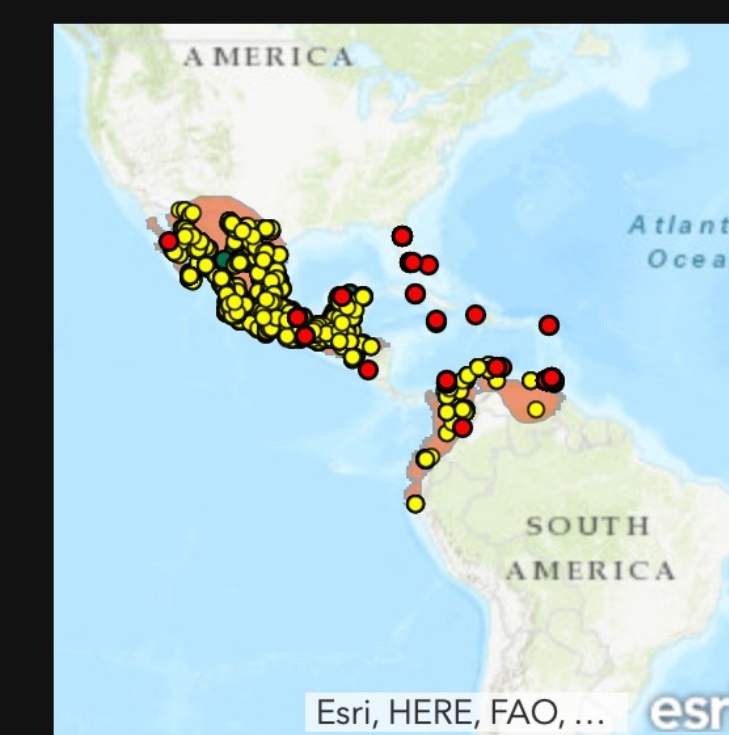 AMERICA
Atlant
Ocea
SOUTH
AMERICA
Esri, HERE, FAO, ...
esr